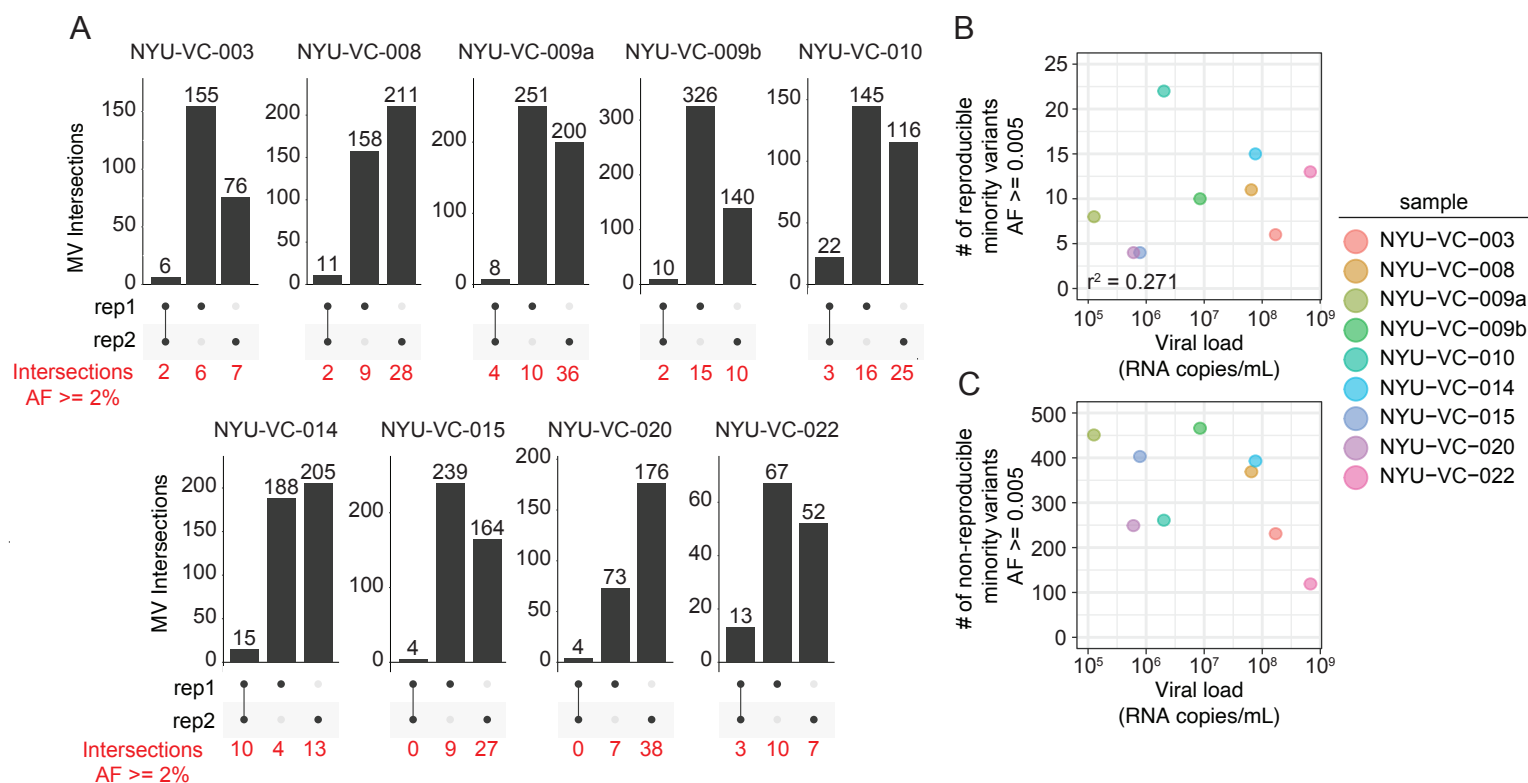 A
NYU-VC-003
NYU-VC-008
NYU-VC-009a
NYU-VC-009b
NYU-VC-010
MV Intersections
150
100
50
0
155
76
6
200
150
100
50
0
211
158
11
200
100
0
251
200
8
300
200
100
0
326
140
10
150
100
50
0
145
116
22
rep1
rep2
Intersections
AF >= 2%
2 6 7
2 9 28
4 10 36
2 15 10
3 16 25
NYU-VC-014
NYU-VC-015
NYU-VC-020
NYU-VC-022
MV Intersections
200
150
100
50
0
188
205
15
200
100
0
239
164
4
200
150
100
50
0
176
73
4
60
40
20
0
67
52
13
rep1
rep2
Intersections
AF >= 2%
10 4 13
0 9 27
0 7 38
3 10 7
B
# of reproducible
minority variants
AF >= 0.005
25
20
15
10
5
0
r² = 0.271
10⁵ 10⁶ 10⁷ 10⁸ 10⁹
Viral load
(RNA copies/mL)
C
# of non-reproducible
minority variants
AF >= 0.005
500
400
300
200
100
0
10⁵ 10⁶ 10⁷ 10⁸ 10⁹
Viral load
(RNA copies/mL)
sample
NYU−VC−003
NYU−VC−008
NYU−VC−009a
NYU−VC−009b
NYU−VC−010
NYU−VC−014
NYU−VC−015
NYU−VC−020
NYU−VC−022